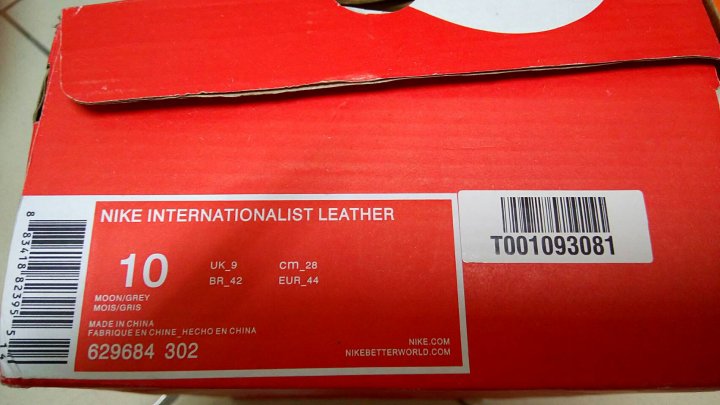 NIKE INTERNATIONALIST LEATHER
10
UK_9 cm_28
BR_42 EUR_44
MOON/GREY
MOIS/GRIS
MADE IN CHINA
FABRIQUE EN CHINE_HECHO EN CHINA
629684 302
NIKE.COM
NIKEBETTERWORLD.COM
T001093081
8 83418 82395 5 14